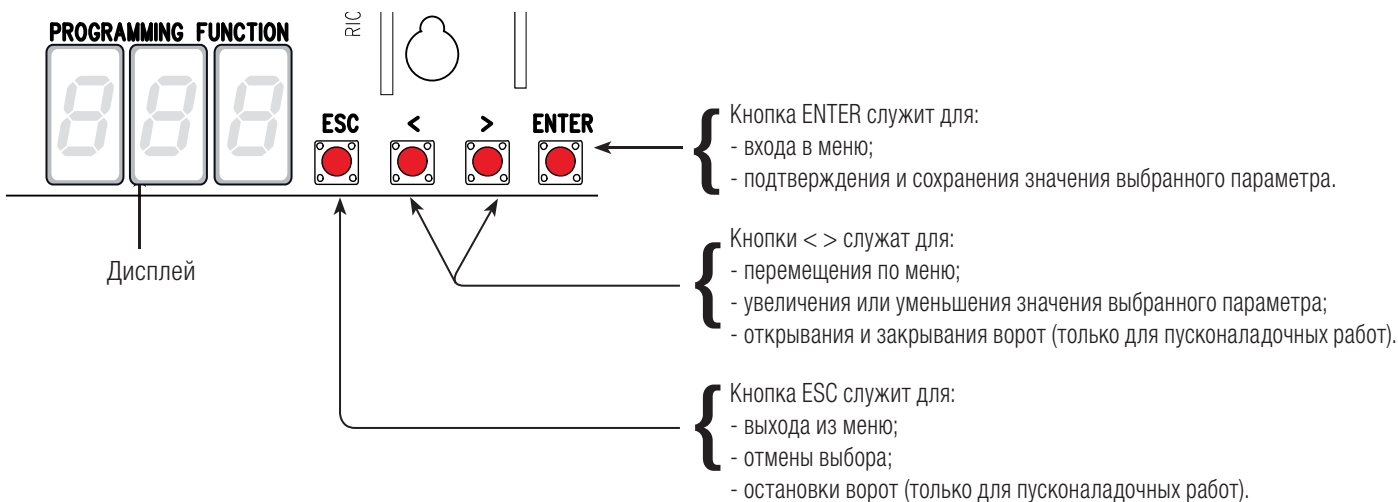 PROGRAMMING FUNCTION
RIC
ESC < > ENTER
Дисплей
Кнопка ENTER служит для:
- входа в меню;
- подтверждения и сохранения значения выбранного параметра.
Кнопки < > служат для:
- перемещения по меню;
- увеличения или уменьшения значения выбранного параметра;
- открывания и закрывания ворот (только для пусконаладочных работ).
Кнопка ESC служит для:
- выхода из меню;
- отмены выбора;
- остановки ворот (только для пусконаладочных работ).